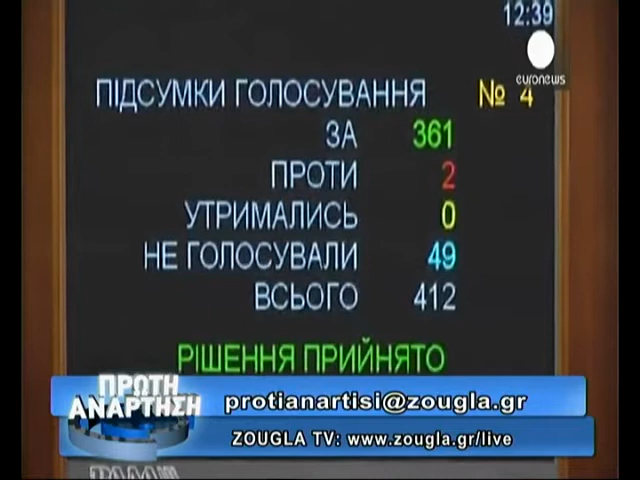 12:39
euronews
ПІДСУМКИ ГОЛОСУВАННЯ № 4
ЗА 361
ПРОТИ 2
УТРИМАЛИСЬ 0
НЕ ГОЛОСУВАЛИ 49
ВСЬОГО 412
РІШЕННЯ ПРИЙНЯТО
ΠΡΩΤΗ
ΑΝΑΡΤΗΣΗ
protianartisi@zougla.gr
ZOUGLA TV: www.zougla.gr/live